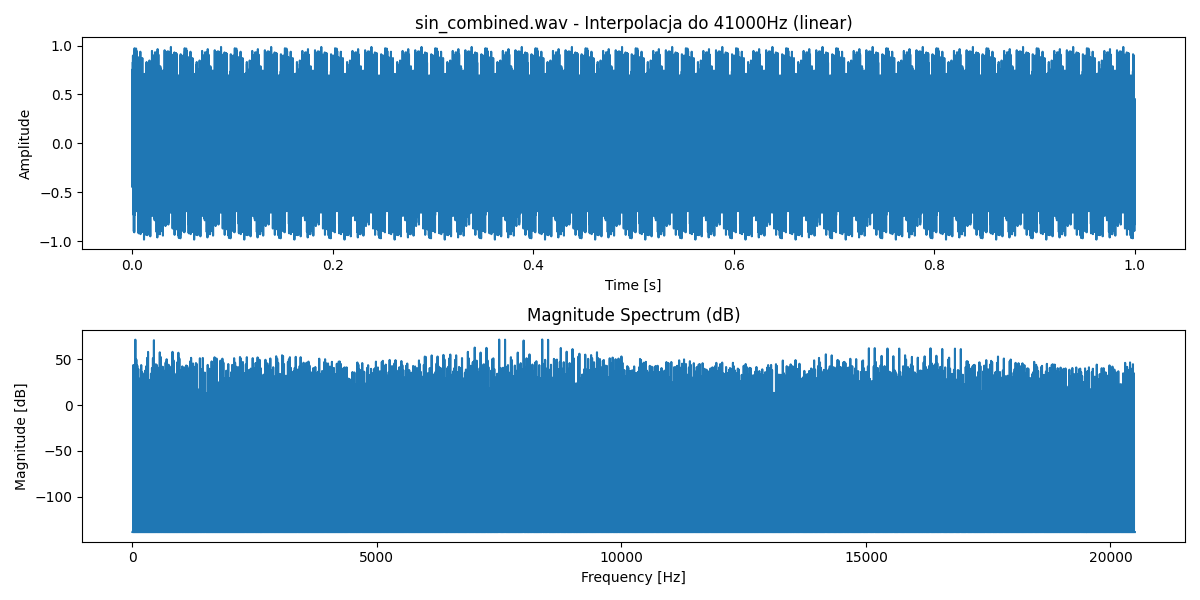 sin_combined.wav - Interpolacja do 41000Hz (linear)
1.0
0.5
0.0
−0.5
−1.0
Amplitude
0.0 0.2 0.4 0.6 0.8 1.0
Time [s]
Magnitude Spectrum (dB)
50
0
−50
−100
Magnitude [dB]
0 5000 10000 15000 20000
Frequency [Hz]